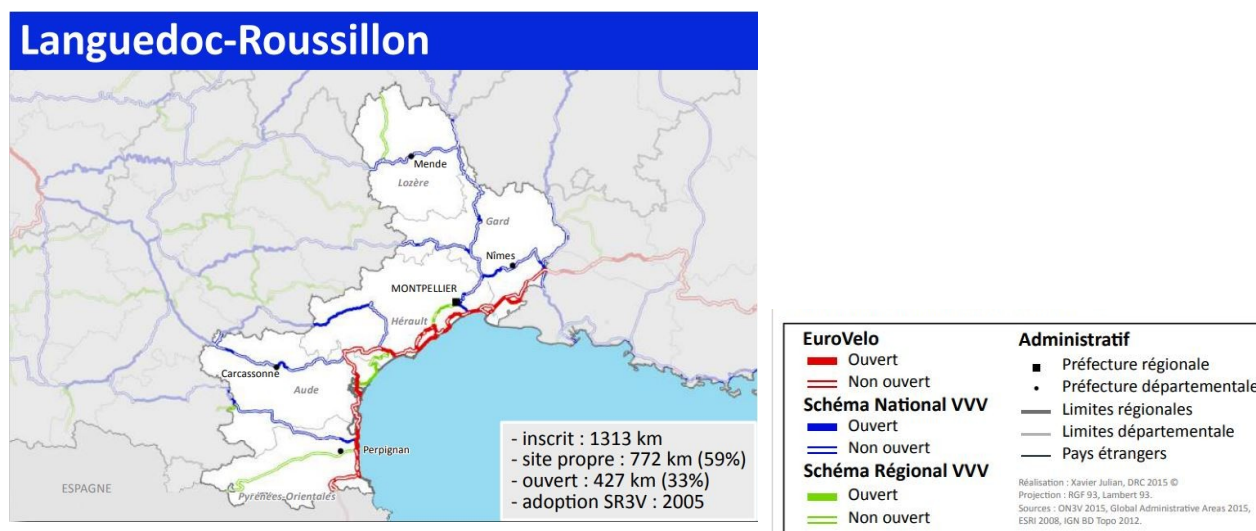 Languedoc-Roussillon
Mende
Lozère
Gard
Nîmes
MONTPELLIER
Hérault
Carcassonne
Aude
Perpignan
ESPAGNE
Pyrénées-Orientales
- inscrit : 1313 km
- site propre : 772 km (59%)
- ouvert : 427 km (33%)
- adoption SR3V : 2005
EuroVelo
Ouvert
Non ouvert
Schéma National VVV
Ouvert
Non ouvert
Schéma Régional VVV
Ouvert
Non ouvert
Administratif
Préfecture régionale
Préfecture départementale
Limites régionales
Limites départementale
Pays étrangers
Réalisation : Xavier Julian, DRC 2015 ©
Projection : RGF 93, Lambert 93.
Sources : ON3V 2015, Global Administrative Areas 2015,
ESRI 2008, IGN BD Topo 2012.